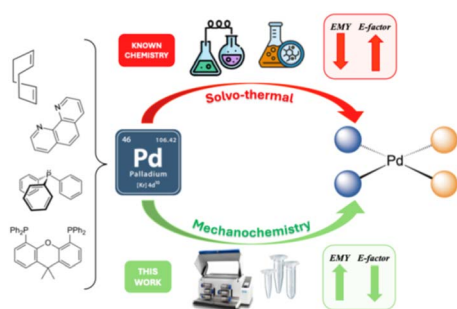 KNOWN
CHEMISTRY
EMY E-factor
Solvo-thermal
N
N
46 106.42
Pd
Palladium
[Kr] 4d¹⁰
Pd
Ph₂P PPh₂
O
Mechanochemistry
THIS
WORK
EMY E-factor